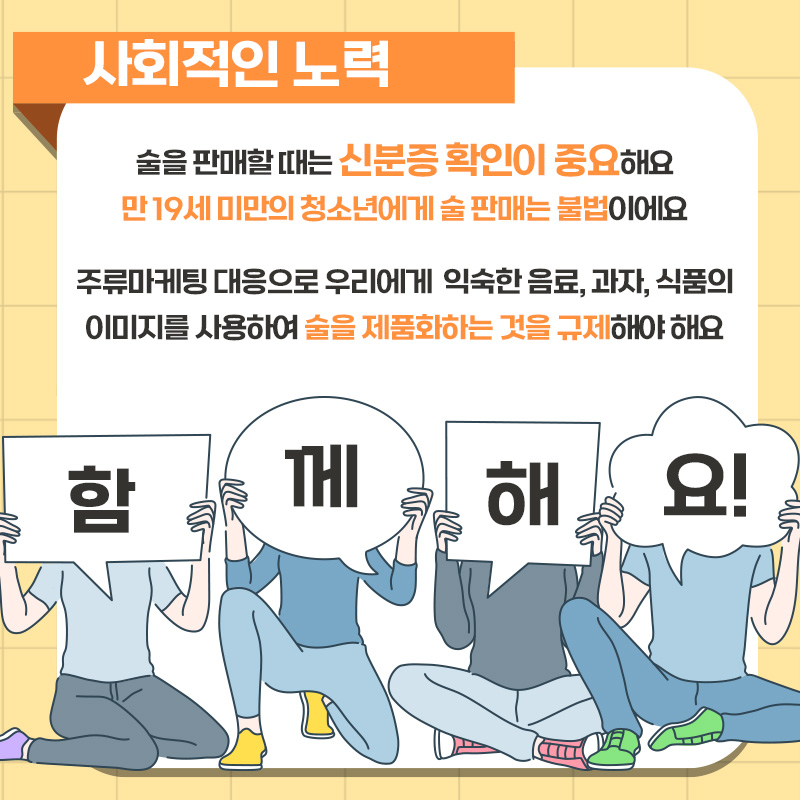 사회적인 노력
술을 판매할 때는 신분증 확인이 중요해요
만 19세 미만의 청소년에게 술 판매는 불법이에요
주류마케팅 대응으로 우리에게 익숙한 음료, 과자, 식품의
이미지를 사용하여 술을 제품화하는 것을 규제해야 해요
함께해요!